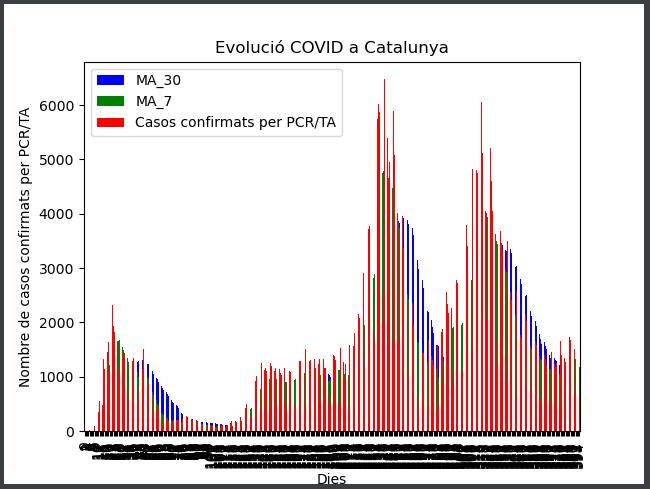 Evolució COVID a Catalunya
MA_30
MA_7
Casos confirmats per PCR/TA
Nombre de casos confirmats per PCR/TA
6000
5000
4000
3000
2000
1000
0
Dies